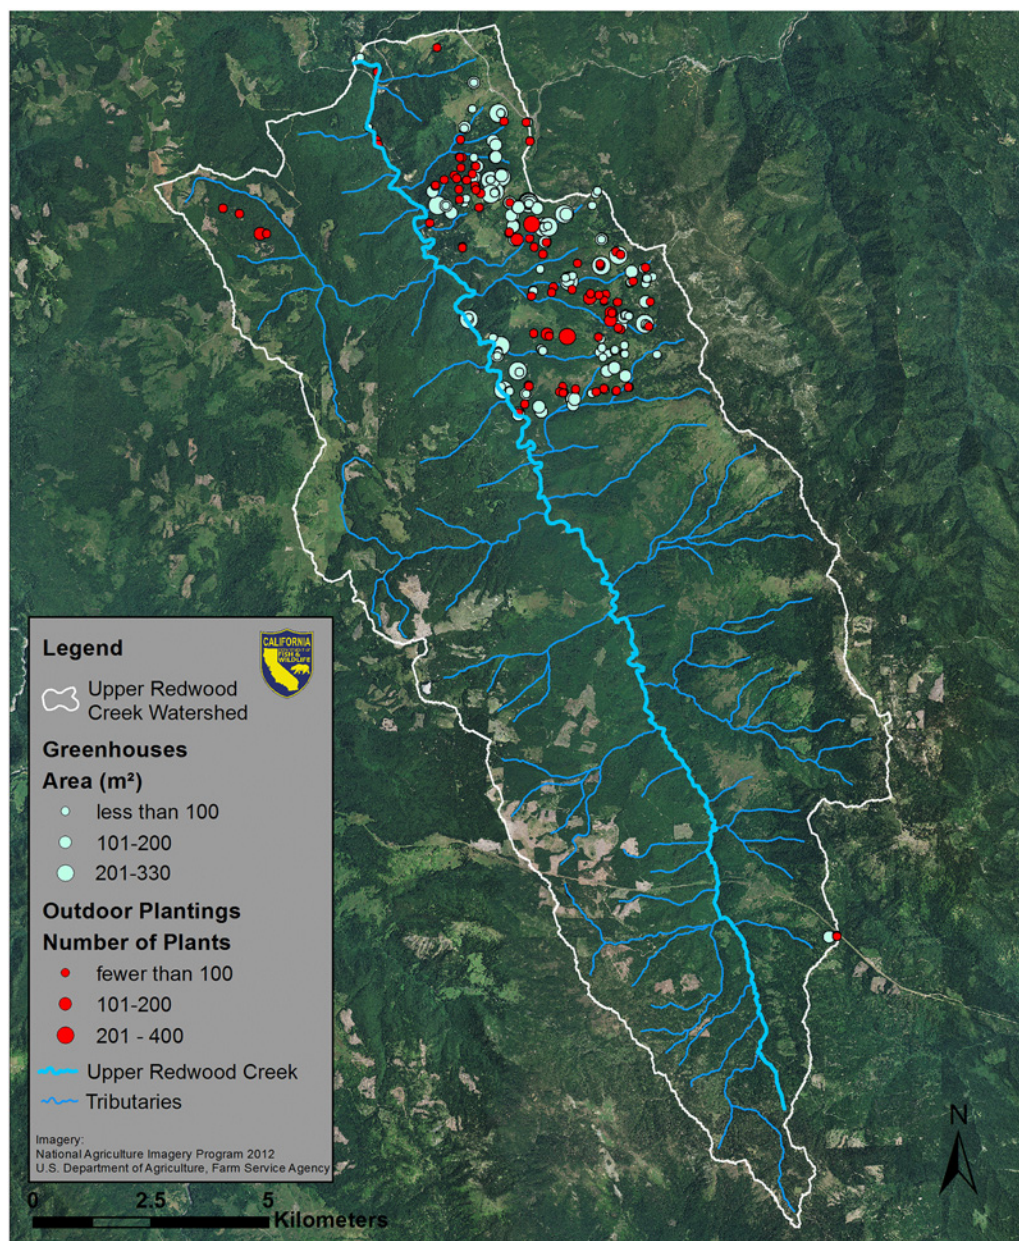 Legend
CALIFORNIA
DEPARTMENT OF
FISH &
WILDLIFE
Upper Redwood
Creek Watershed
Greenhouses
Area (m²)
less than 100
101-200
201-330
Outdoor Plantings
Number of Plants
fewer than 100
101-200
201 - 400
Upper Redwood Creek
Tributaries
Imagery:
National Agriculture Imagery Program 2012
U.S. Department of Agriculture, Farm Service Agency
0 2.5 5
Kilometers
N